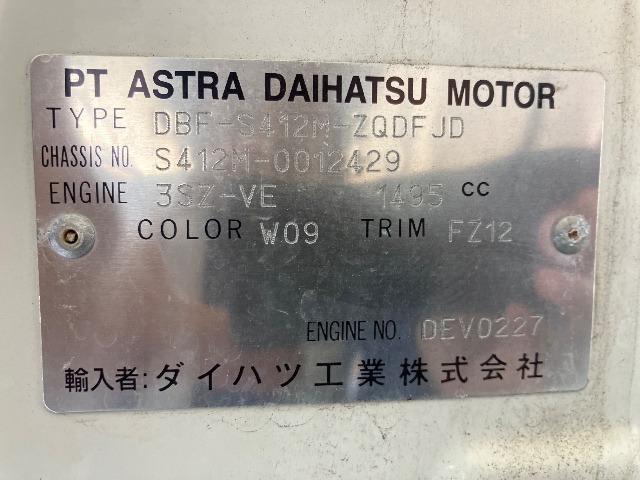 PT ASTRA DAIHATSU MOTOR
TYPE DBF-S412M-ZQDFJD
CHASSIS NO. S412M-0012429
ENGINE 3SZ-VE 1495 CC
COLOR W09 TRIM FZ12
ENGINE NO. DEV0227
輸入者:ダイハツ工業株式会社